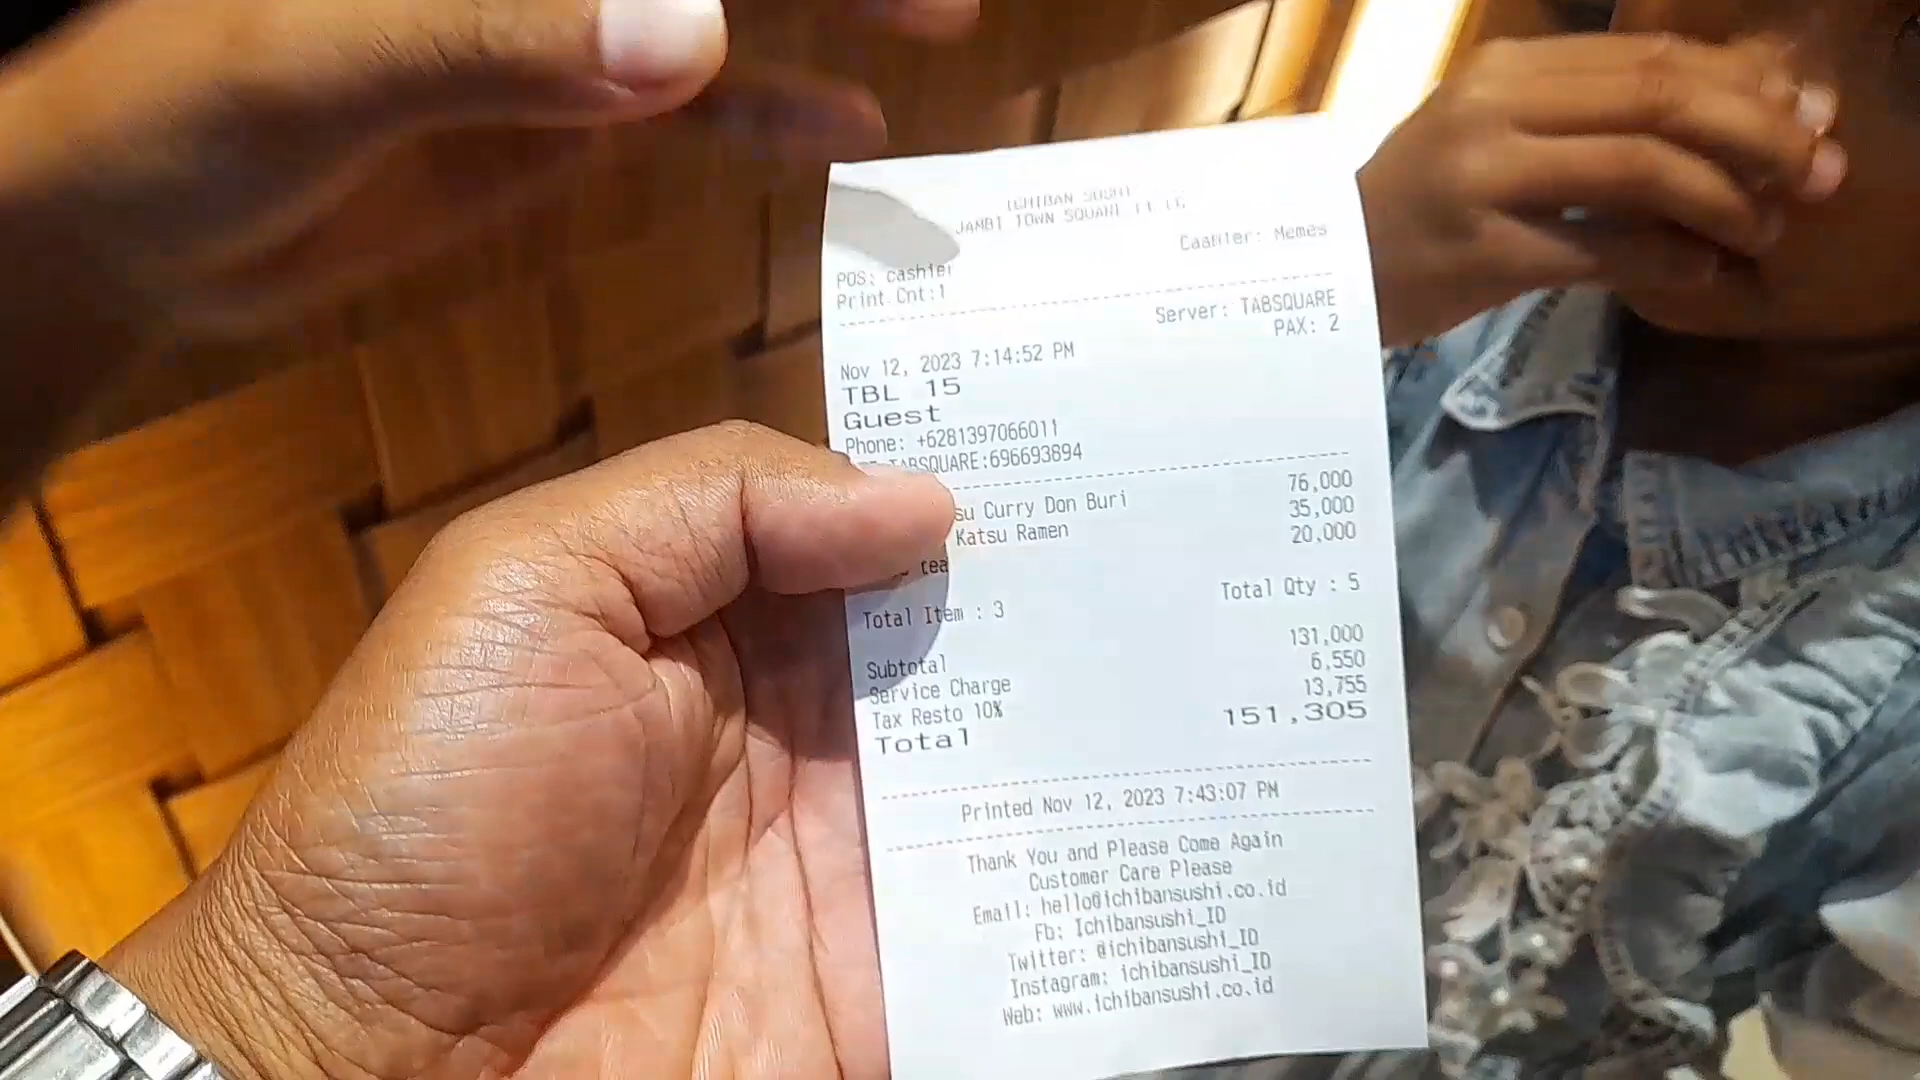 ICHIBAN SUSHI
JAMBI TOWN SQUARE
Memes
POS: cashier
Print Cnt:1
Server: TABSQUARE
PAX: 2
Nov 12, 2023 7:14:52 PM
TBL 15
Guest
Phone: +6281397066011
TABSQUARE:696693894
su Curry Don Buri 76,000
Katsu Ramen 35,000
tea 20,000
Total Item : 3 Total Qty : 5
Subtotal 131,000
Service Charge 6,550
Tax Resto 10% 13,755
Total 151,305
Printed Nov 12, 2023 7:43:07 PM
Thank You and Please Come Again
Customer Care Please
Email: hello@ichibansushi.co.id
Fb: Ichibansushi_ID
Twitter: @ichibansushi_ID
Instagram: ichibansushi_ID
Web: www.ichibansushi.co.id